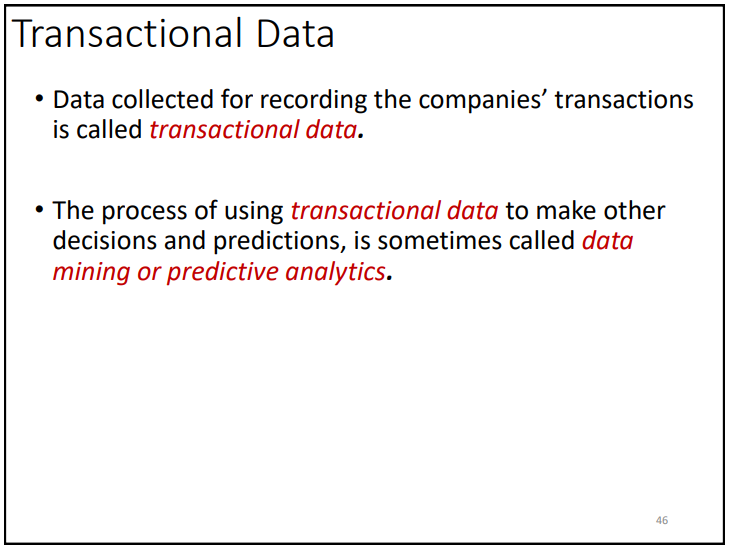 Transactional Data
• Data collected for recording the companies’ transactions
is called transactional data.
• The process of using transactional data to make other
decisions and predictions, is sometimes called data
mining or predictive analytics.
46